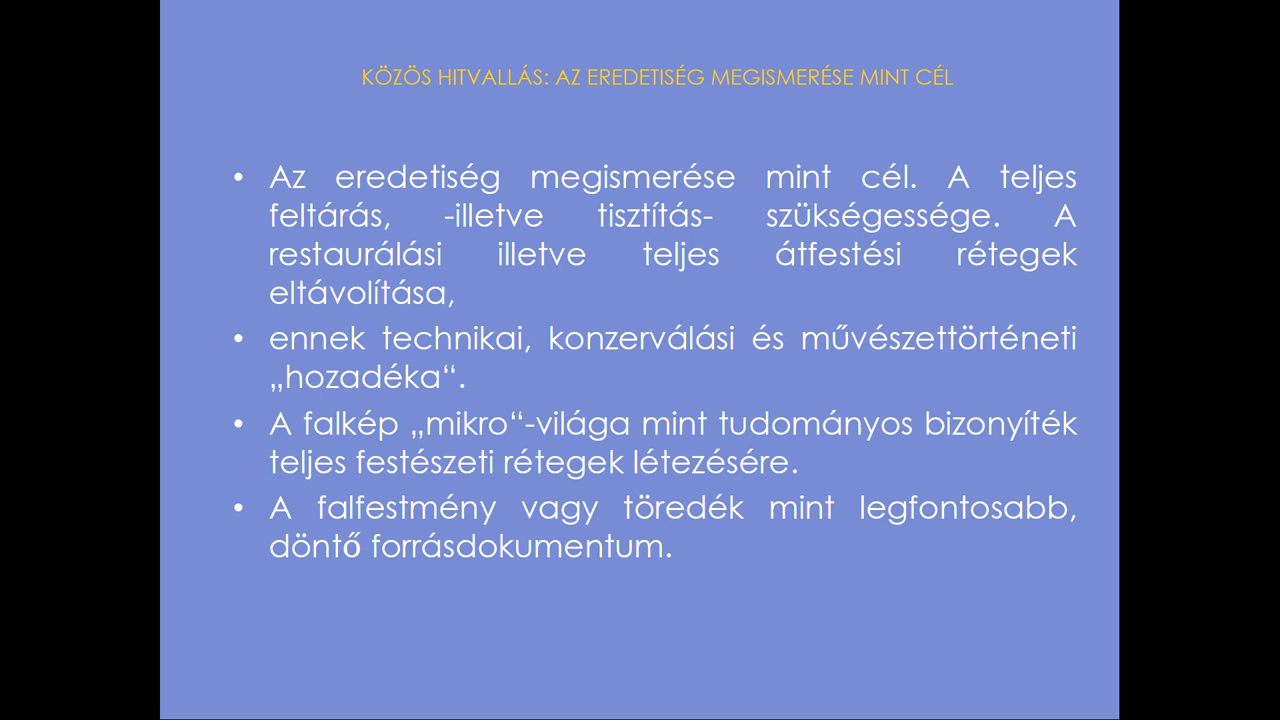 KÖZÖS HITVALLÁS: AZ EREDETISÉG MEGISMERÉSE MINT CÉL
• Az eredetiség megismerése mint cél. A teljes
feltárás, -illetve tisztítás- szükségessége. A
restaurálási illetve teljes átfestési rétegek
eltávolítása,
• ennek technikai, konzerválási és művészettörténeti
„hozadéka“.
• A falkép „mikro“-világa mint tudományos bizonyíték
teljes festészeti rétegek létezésére.
• A falfestmény vagy töredék mint legfontosabb,
döntő forrásdokumentum.